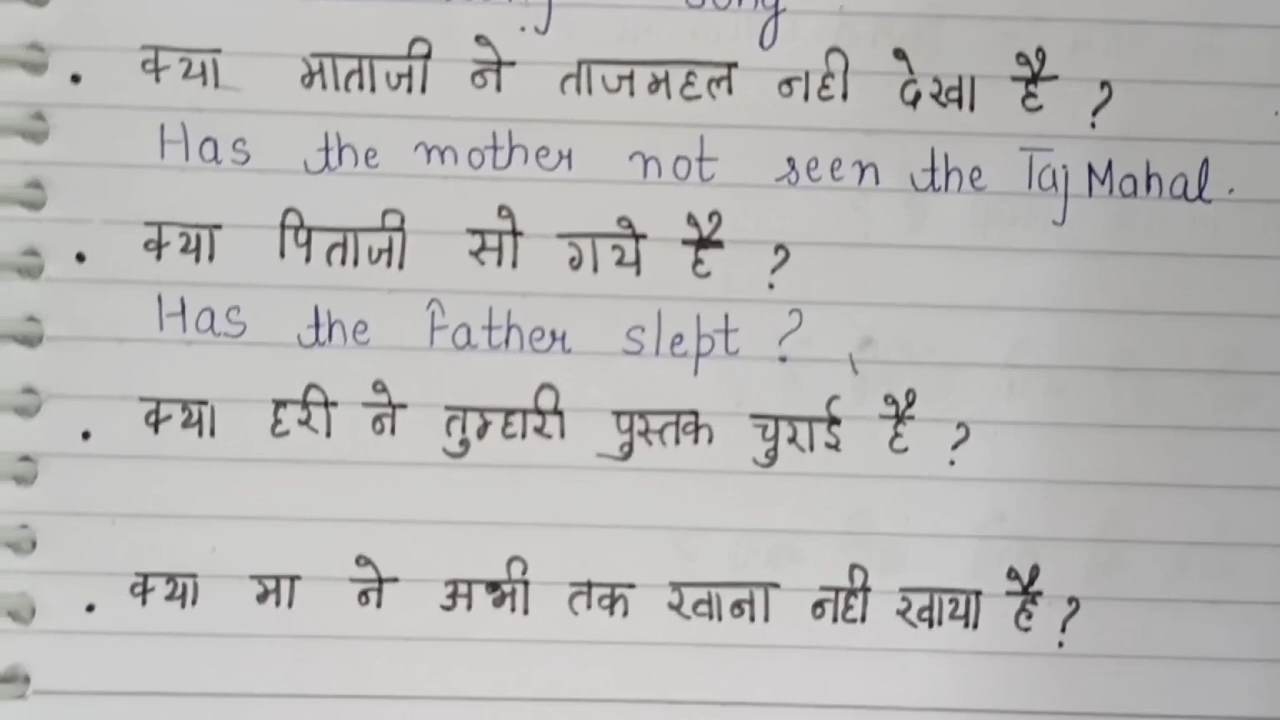 song
. क्या माताजी ने ताजमहल नही देखा है ?
Has the mother not seen the Taj Mahal.
. क्या पिताजी सो गये है ?
Has the Father slept ?
. क्या हरी ने तुम्हारी पुस्तक चुराई है ?
. क्या मा ने अभी तक खाना नही खाया है ?